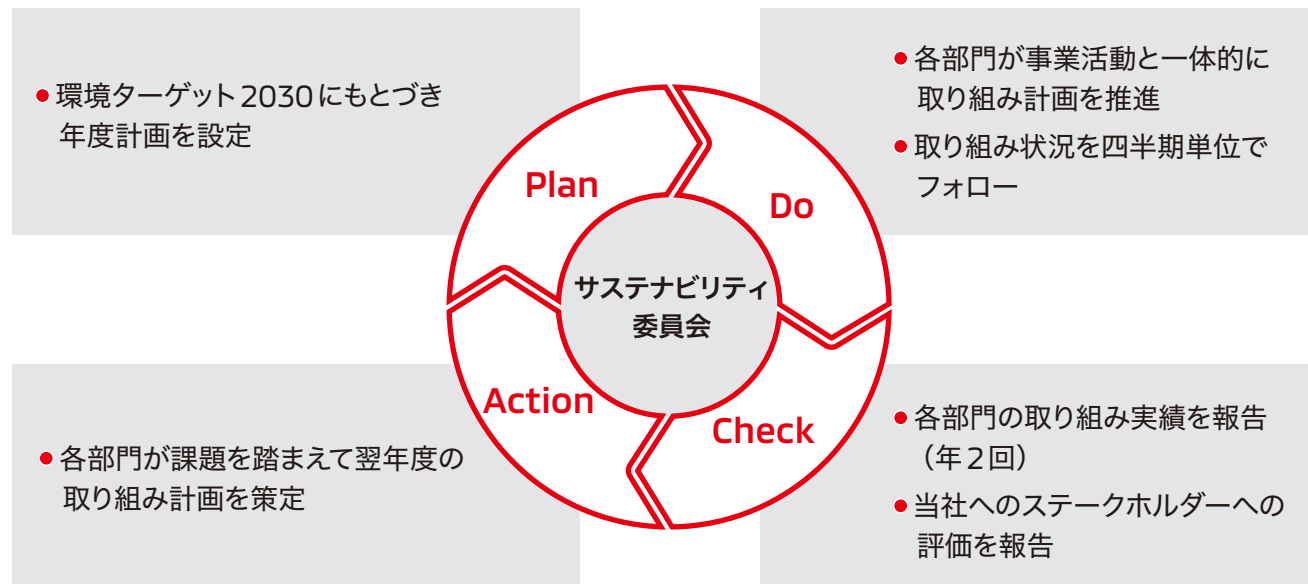 ● 環境ターゲット2030にもとづき
年度計画を設定
● 各部門が事業活動と一体的に
取り組み計画を推進
● 取り組み状況を四半期単位で
フォロー
Plan
Do
サステナビリティ
委員会
Action
Check
● 各部門が課題を踏まえて翌年度の
取り組み計画を策定
● 各部門の取り組み実績を報告
（年2回）
● 当社へのステークホルダーへの
評価を報告